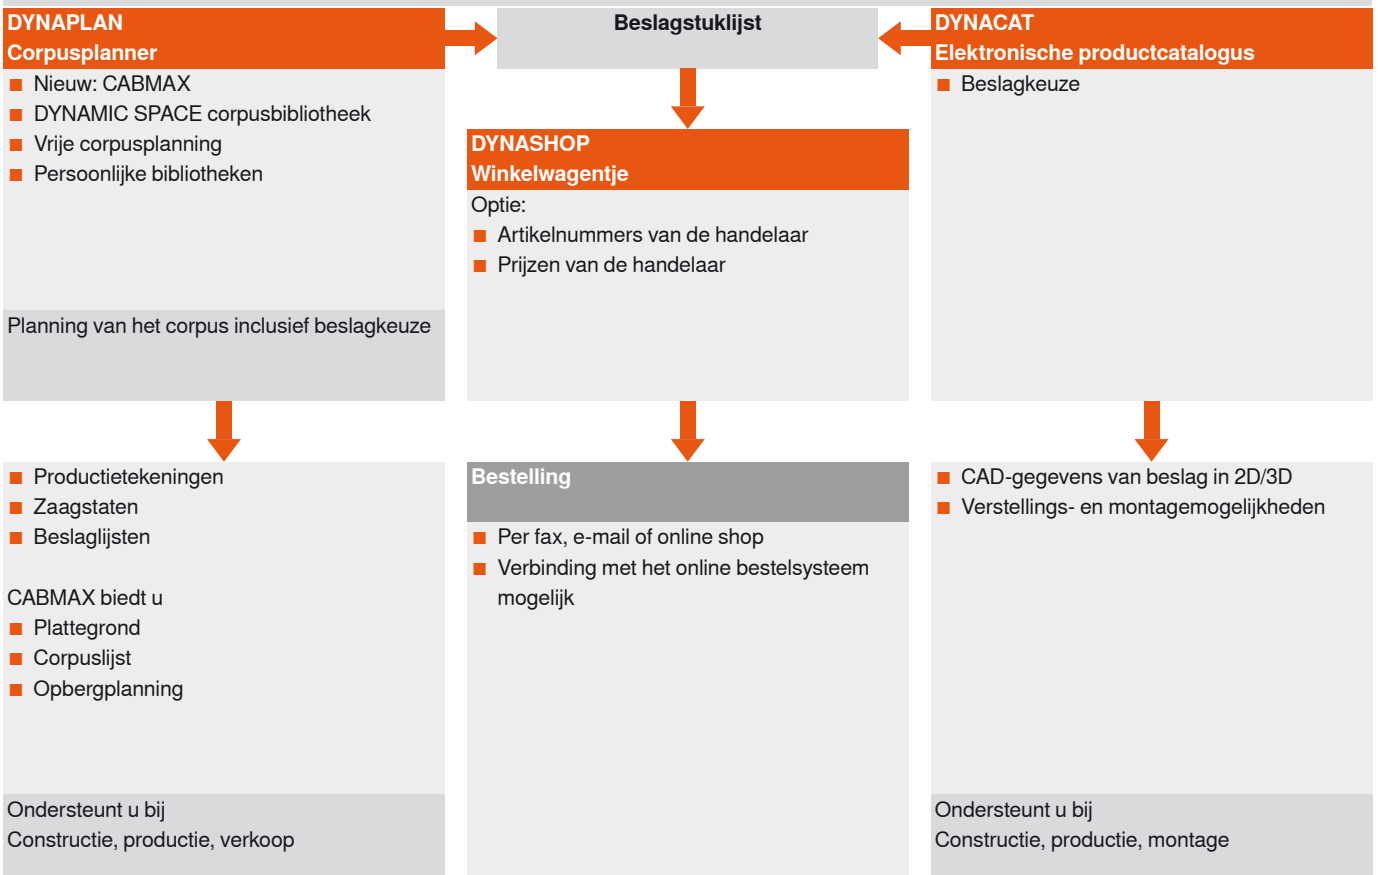 DYNAPLAN
Corpusplanner
Nieuw: CABMAX
DYNAMIC SPACE corpusbibliotheek
Vrije corpusplanning
Persoonlijke bibliotheken
Planning van het corpus inclusief beslagkeuze
Productietekeningen
Zaagstaten
Beslaglijsten
CABMAX biedt u
Plattegrond
Corpuslijst
Opbergplanning
Ondersteunt u bij
Constructie, productie, verkoop
Beslagstuklijst
DYNASHOP
Winkelwagentje
Optie:
Artikelnummers van de handelaar
Prijzen van de handelaar
Bestelling
Per fax, e-mail of online shop
Verbinding met het online bestelsysteem
mogelijk
DYNACAT
Elektronische productcatalogus
Beslagkeuze
CAD-gegevens van beslag in 2D/3D
Verstellings- en montagemogelijkheden
Ondersteunt u bij
Constructie, productie, montage